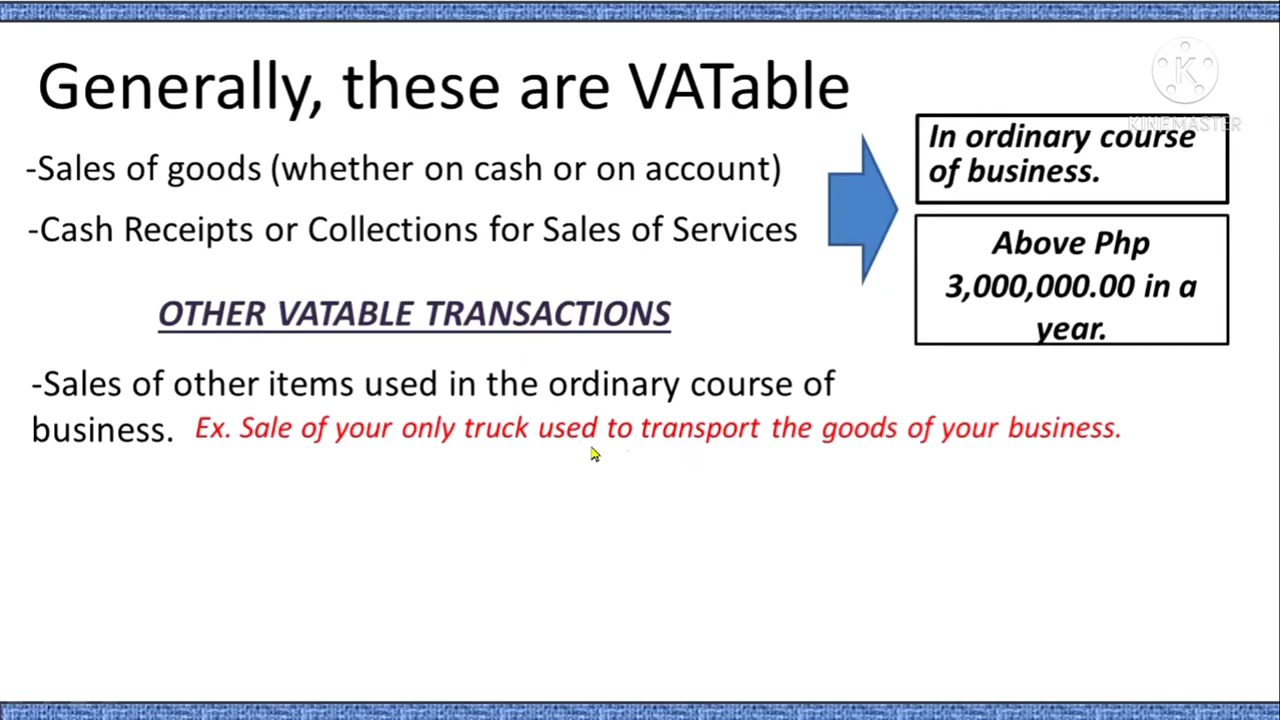 Generally, these are VATable
K
KINEMASTER
-Sales of goods (whether on cash or on account)
-Cash Receipts or Collections for Sales of Services
In ordinary course
of business.
Above Php
3,000,000.00 in a
year.
OTHER VATABLE TRANSACTIONS
-Sales of other items used in the ordinary course of
business. Ex. Sale of your only truck used to transport the goods of your business.